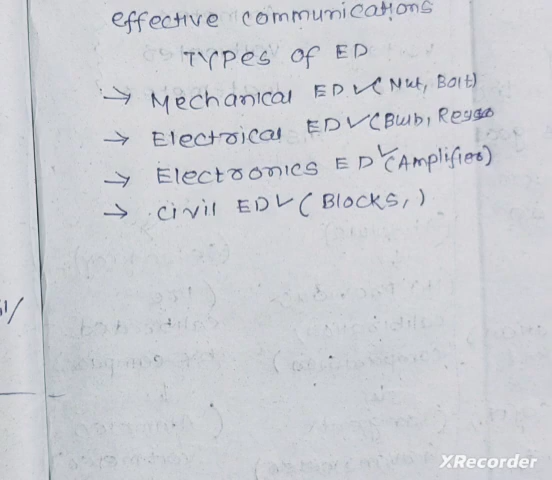 effective communications
TYPes of ED
→ Mechanical ED ✓ (Nut, Bolt)
→ Electrical ED ✓ (Bulb,
→ Electronics ED ✓ (Amplifier)
→ civil ED ✓ (Blocks, )
XRecorder